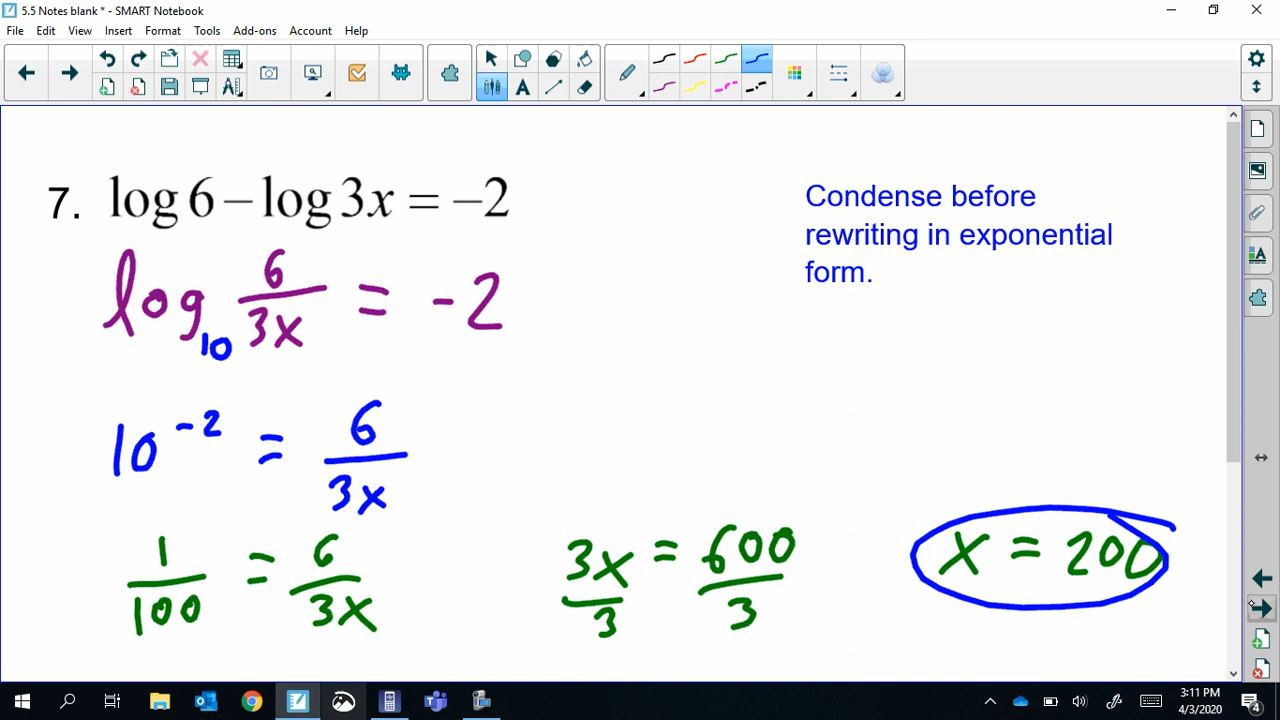 5.5 Notes blank * - SMART Notebook
File Edit View Insert Format Tools Add-ons Account Help
7. log 6 – log 3x = –2
Condense before
rewriting in exponential
form.
log₁₀ 6/3x = -2
10⁻² = 6/3x
1/100 = 6/3x
3x/3 = 600/3
x = 200
3:11 PM
4/3/2020
4